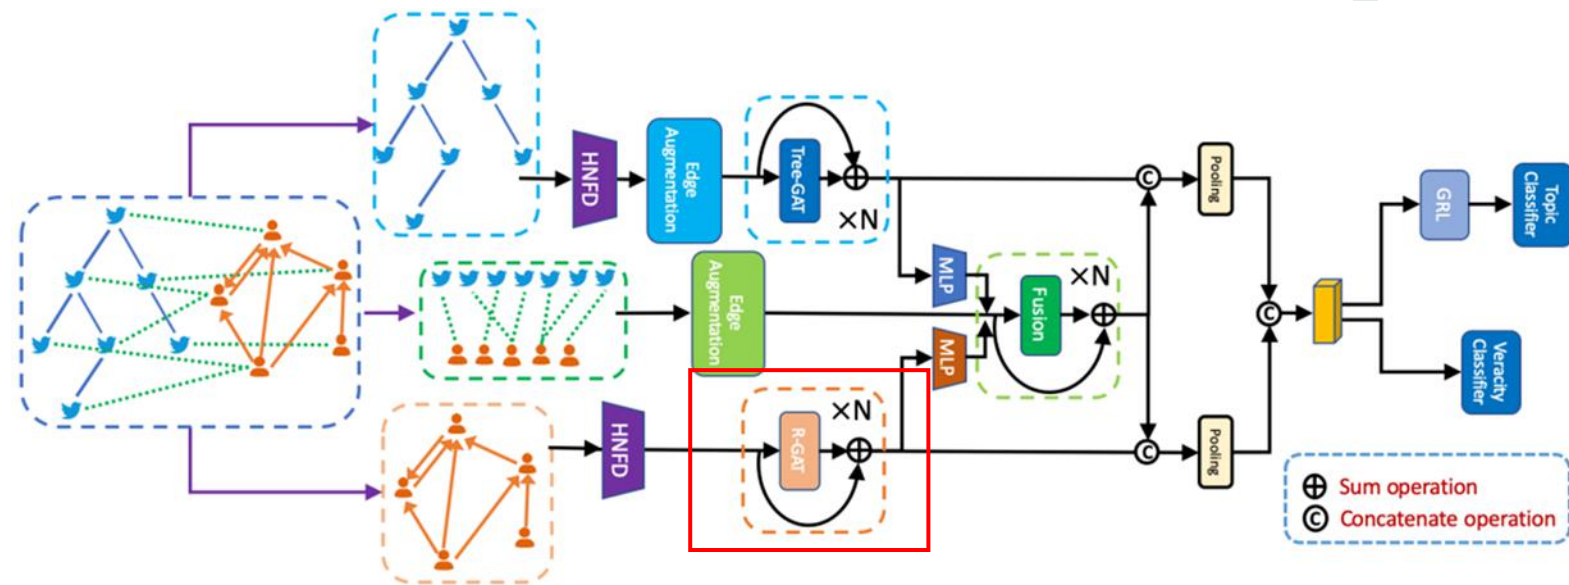 HNFD
Edge
Augmentation
Tree-GAT
×N
C
Pooling
GRL
Topic
Classifier
Edge
Augmentation
MLP
×N
Fusion
MLP
C
Veracity
Classifier
HNFD
×N
R-GAT
C
Pooling
Sum operation
C Concatenate operation